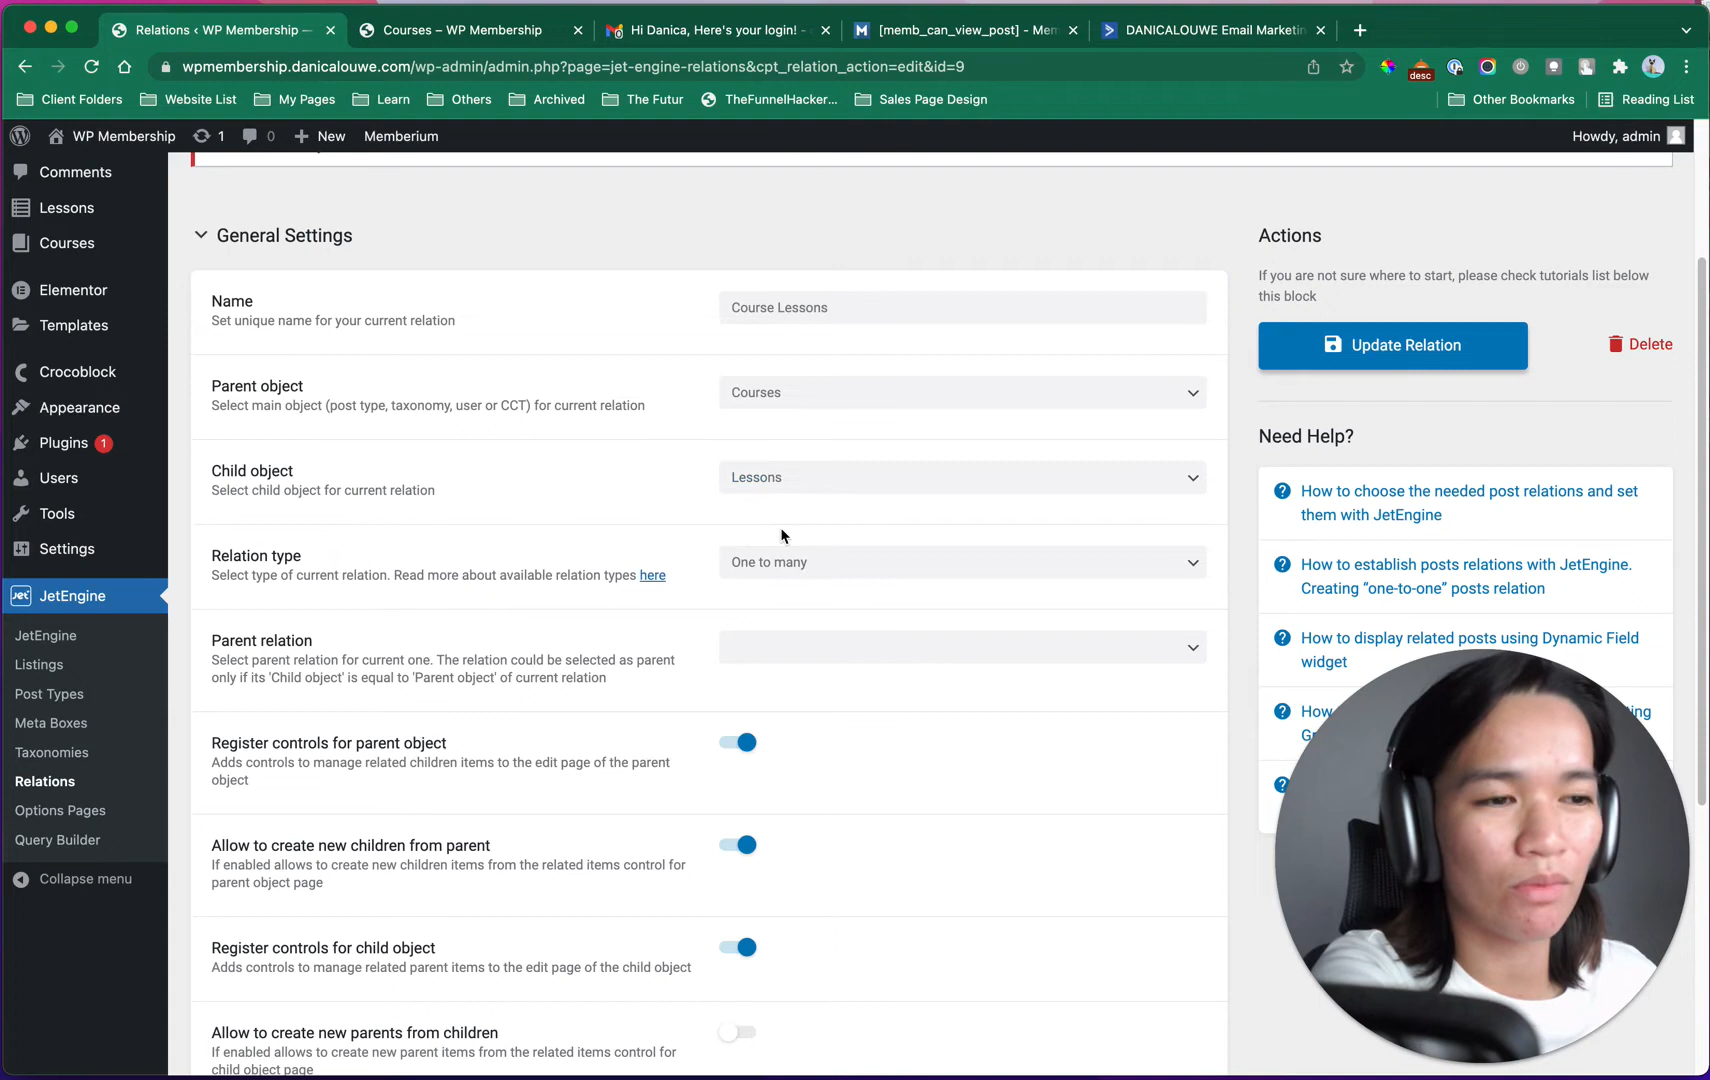 Relations ‹ WP Membership —
Courses – WP Membership
Hi Danica, Here's your login! -
[memb_can_view_post] - Mem
DANICALOUWE Email Marketin
wpmembership.danicalouwe.com/wp-admin/admin.php?page=jet-engine-relations&cpt_relation_action=edit&id=9
desc
Client Folders
Website List
My Pages
Learn
Others
Archived
The Futur
TheFunnelHacker...
Sales Page Design
Other Bookmarks
Reading List
WP Membership
1
0
New
Memberium
Howdy, admin
Comments
Lessons
Courses
Elementor
Templates
Crocoblock
Appearance
Plugins 1
Users
Tools
Settings
Jet
JetEngine
JetEngine
Listings
Post Types
Meta Boxes
Taxonomies
Relations
Options Pages
Query Builder
Collapse menu
General Settings
Name
Set unique name for your current relation
Course Lessons
Parent object
Select main object (post type, taxonomy, user or CCT) for current relation
Courses
Child object
Select child object for current relation
Lessons
Relation type
Select type of current relation. Read more about available relation types here
One to many
Parent relation
Select parent relation for current one. The relation could be selected as parent
only if its 'Child object' is equal to 'Parent object' of current relation
Register controls for parent object
Adds controls to manage related children items to the edit page of the parent
object
Allow to create new children from parent
If enabled allows to create new children items from the related items control for
parent object page
Register controls for child object
Adds controls to manage related parent items to the edit page of the child object
Allow to create new parents from children
If enabled allows to create new parent items from the related items control for
child object page
Actions
If you are not sure where to start, please check tutorials list below
this block
Update Relation
Delete
Need Help?
How to choose the needed post relations and set
them with JetEngine
How to establish posts relations with JetEngine.
Creating “one-to-one” posts relation
How to display related posts using Dynamic Field
widget
How